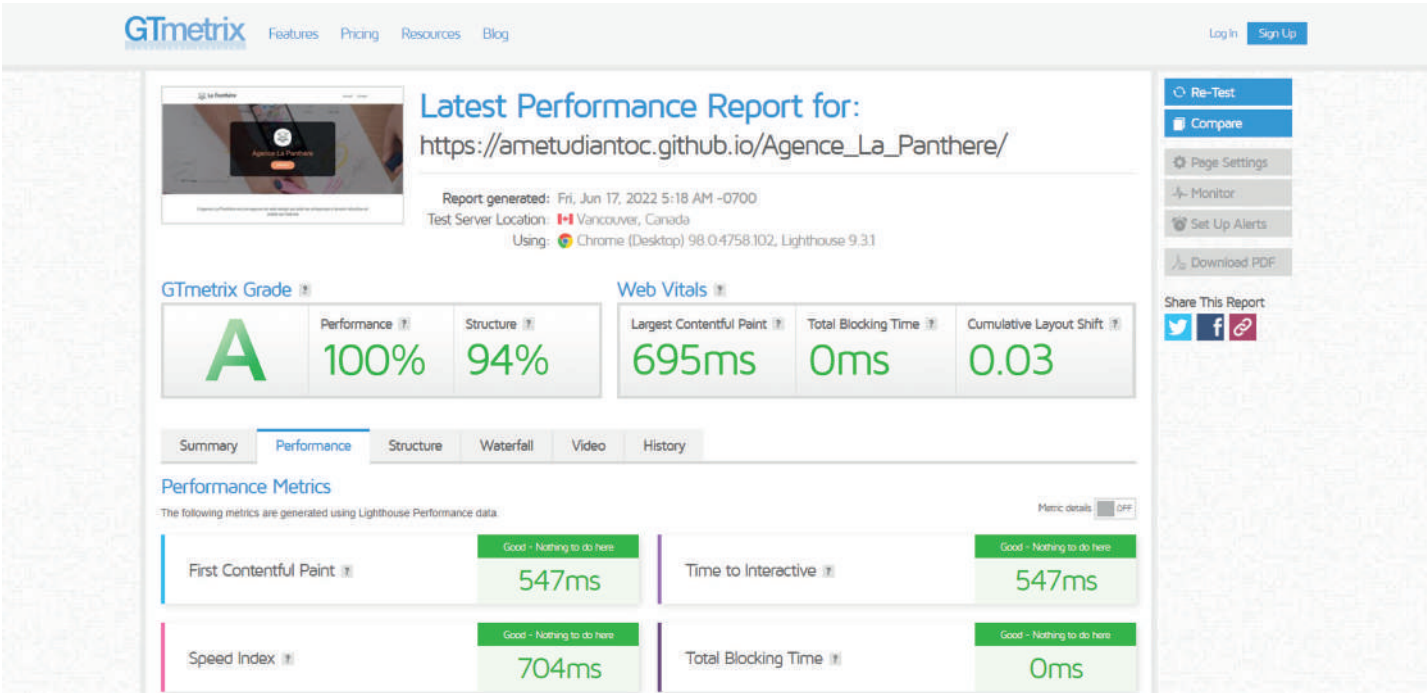 GTmetrix Features Pricing Resources Blog Log In Sign Up
La Panthere
Agence La Panthere
Latest Performance Report for:
https://ametudiantoc.github.io/Agence_La_Panthere/
Report generated: Fri, Jun 17, 2022 5:18 AM -0700
Test Server Location: Vancouver, Canada
Using: Chrome (Desktop) 98.0.4758.102, Lighthouse 9.3.1
Re-Test
Compare
Page Settings
Monitor
Set Up Alerts
Download PDF
Share This Report
GTmetrix Grade ?
A
Performance ? Structure ?
100% 94%
Web Vitals ?
Largest Contentful Paint ? Total Blocking Time ? Cumulative Layout Shift ?
695ms 0ms 0.03
Summary Performance Structure Waterfall Video History
Performance Metrics
The following metrics are generated using Lighthouse Performance data.
Metric details OFF
First Contentful Paint ?
Good - Nothing to do here
547ms
Time to Interactive ?
Good - Nothing to do here
547ms
Speed Index ?
Good - Nothing to do here
704ms
Total Blocking Time ?
Good - Nothing to do here
0ms